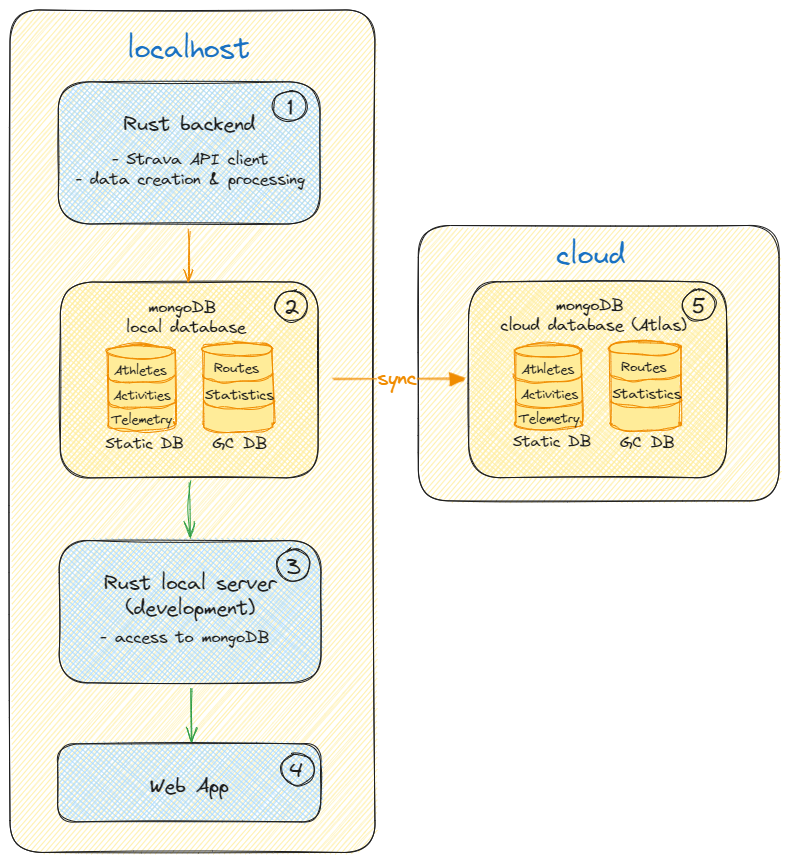 localhost
1
Rust backend
- Strava API client
- data creation & processing
2
mongoDB
local database
Athletes
Activities
Telemetry
Static DB
Routes
Statistics
GC DB
sync
3
Rust local server
(development)
- access to mongoDB
4
Web App
cloud
5
mongoDB
cloud database (Atlas)
Athletes
Activities
Telemetry
Static DB
Routes
Statistics
GC DB